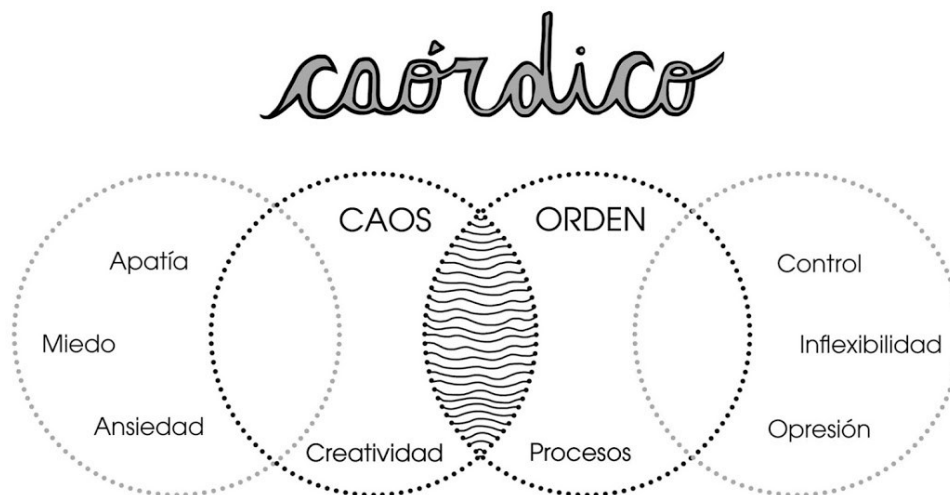 caórdico
CAOS ORDEN
Apatía Control
Miedo Inflexibilidad
Ansiedad Opresión
Creatividad Procesos